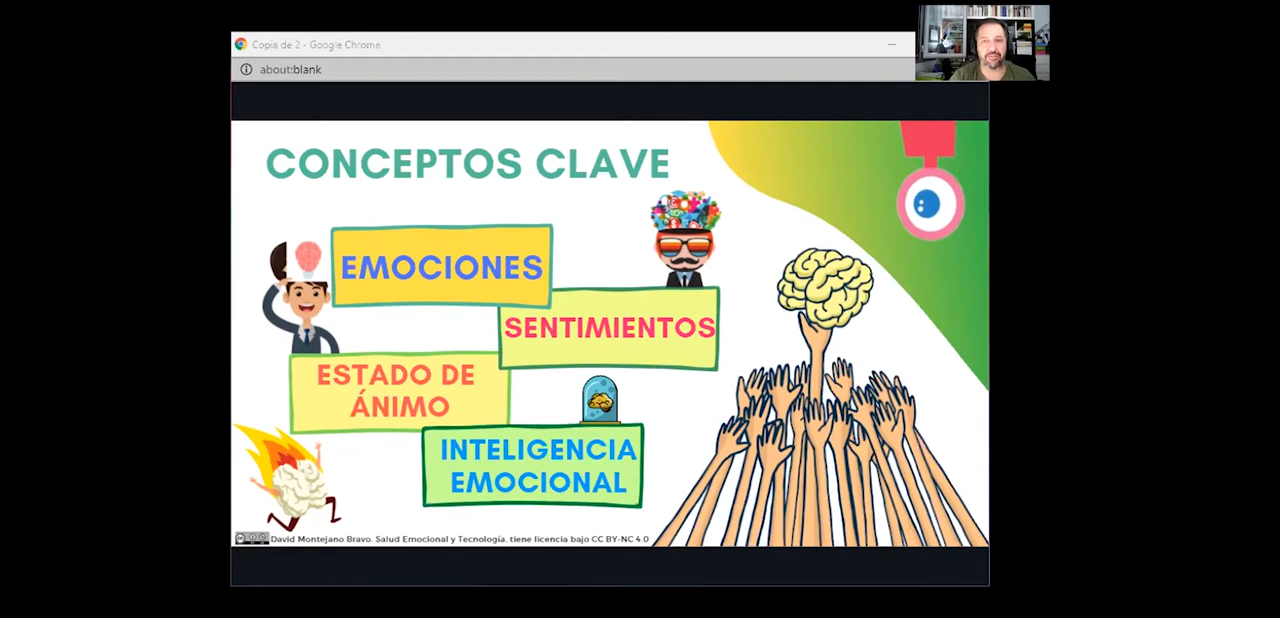 Copia de 2 - Google Chrome
about:blank
CONCEPTOS CLAVE
EMOCIONES
SENTIMIENTOS
ESTADO DE
ÁNIMO
INTELIGENCIA
EMOCIONAL
David Montejano Bravo. Salud Emocional y Tecnología. tiene licencia bajo CC BY-NC 4.0